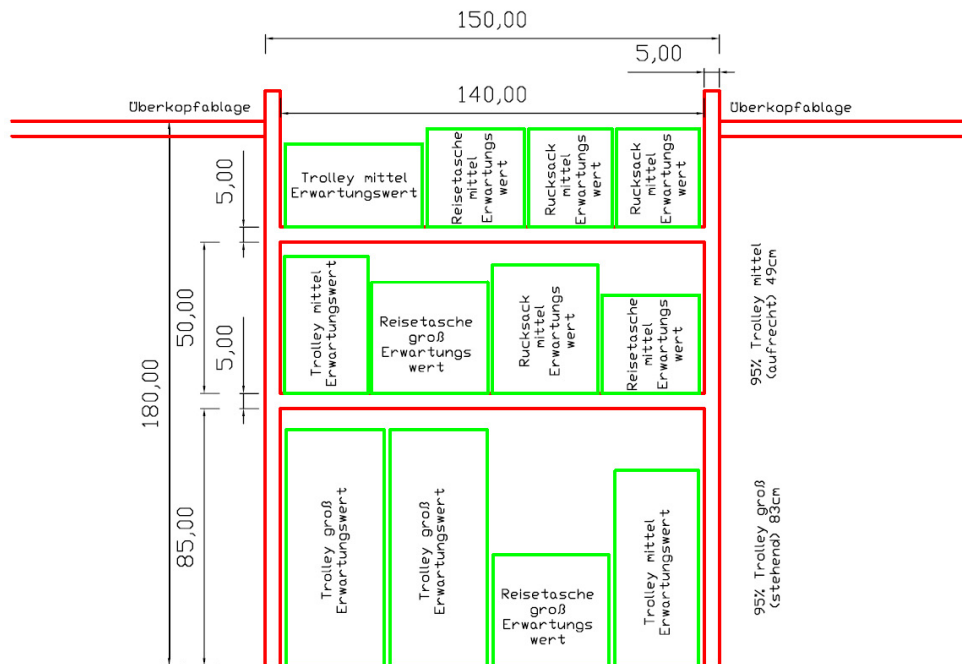 150,00
5,00
140,00
Überkopfablage
Überkopfablage
5,00
Trolley mittel
Erwartungswert
Reisetasche
mittel
Erwartungs
wert
Rucksack
mittel
Erwartungs
wert
Rucksack
mittel
Erwartungs
wert
180,00
50,00
5,00
Trolley mittel
Erwartungswert
Reisetasche
groß
Erwartungs
wert
Rucksack
mittel
Erwartungs
wert
Reisetasche
mittel
Erwartungs
wert
95% Trolley mittel
(aufrecht) 49cm
85,00
Trolley groß
Erwartungswert
Trolley groß
Erwartungswert
Reisetasche
groß
Erwartungs
wert
Trolley mittel
Erwartungswert
95% Trolley groß
(stehend) 83cm